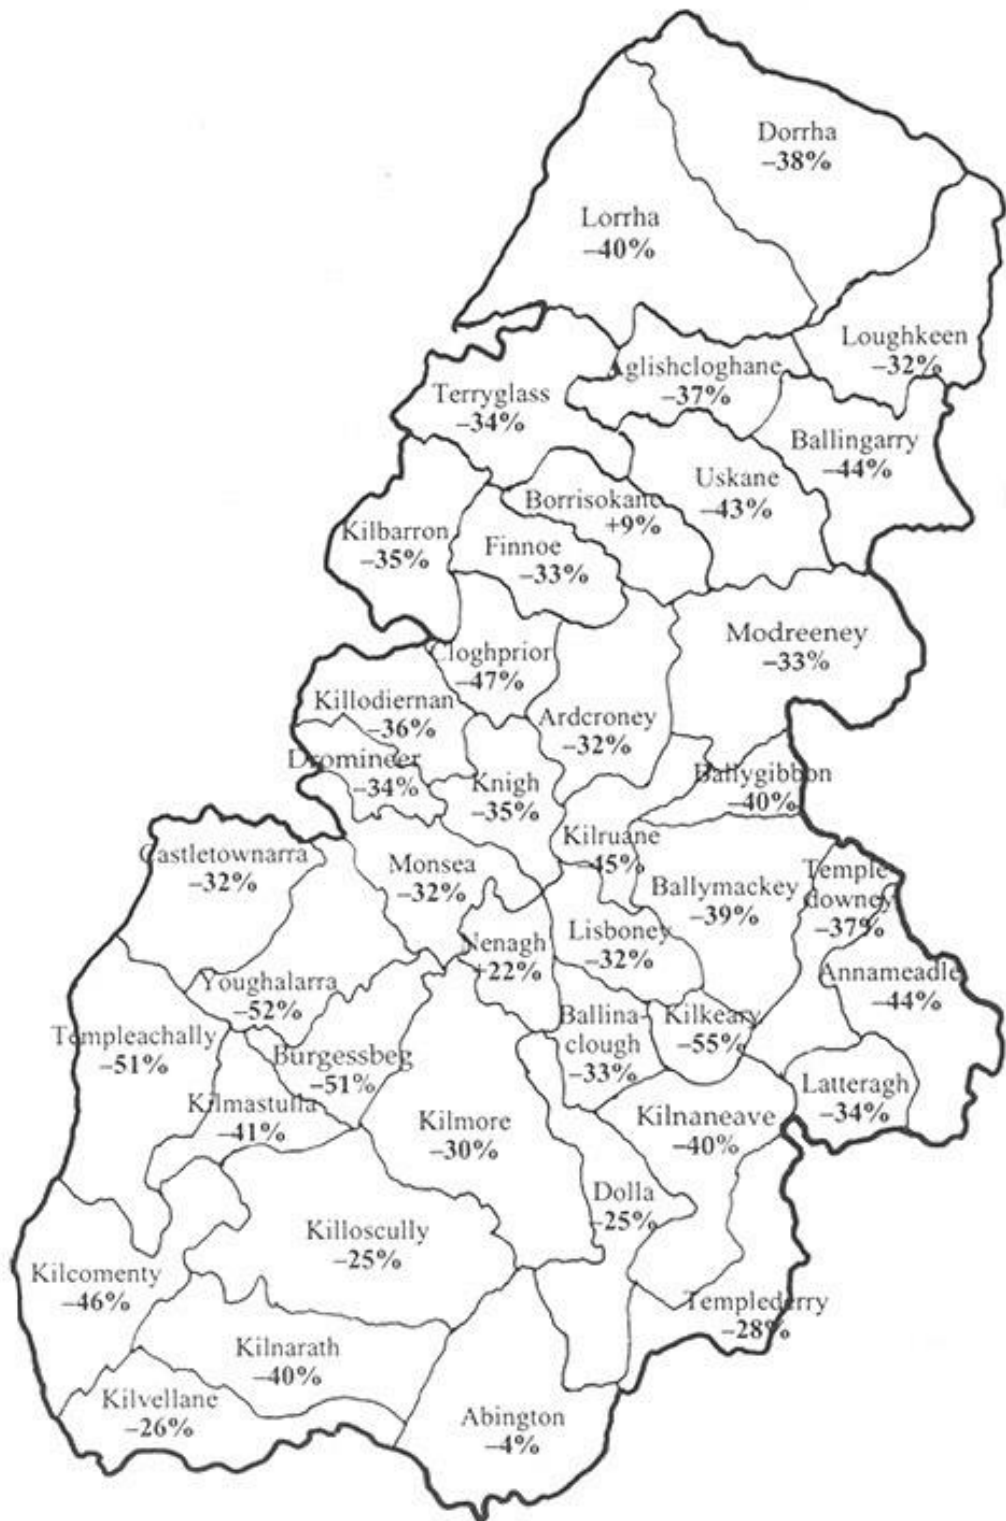 Dorrha
–38%
Lorrha
–40%
Loughkeen
–32%
Aglishcloghane
–37%
Terryglass
–34%
Ballingarry
–44%
Uskane
–43%
Borrisokane
+9%
Kilbarron
–35%
Finnoe
–33%
Modreeney
–33%
Cloghprior
–47%
Killodiernan
–36%
Ardcroney
–32%
Dromineer
–34%
Knigh
–35%
Ballygibbon
–40%
Kilruane
–45%
Castletownarra
–32%
Monsea
–32%
Ballymackey
–39%
Temple-
downey
–37%
Nenagh
+22%
Lisboney
–32%
Annameadle
–44%
Youghalarra
–52%
Templeachally
–51%
Burgessbeg
–51%
Ballina-
clough
–33%
Kilkeary
–55%
Latteragh
–34%
Kilmastulla
–41%
Kilmore
–30%
Kilnaneave
–40%
Dolla
–25%
Killoscully
–25%
Kilcomenty
–46%
Templederry
–28%
Kilnarath
–40%
Kilvellane
–26%
Abington
–4%